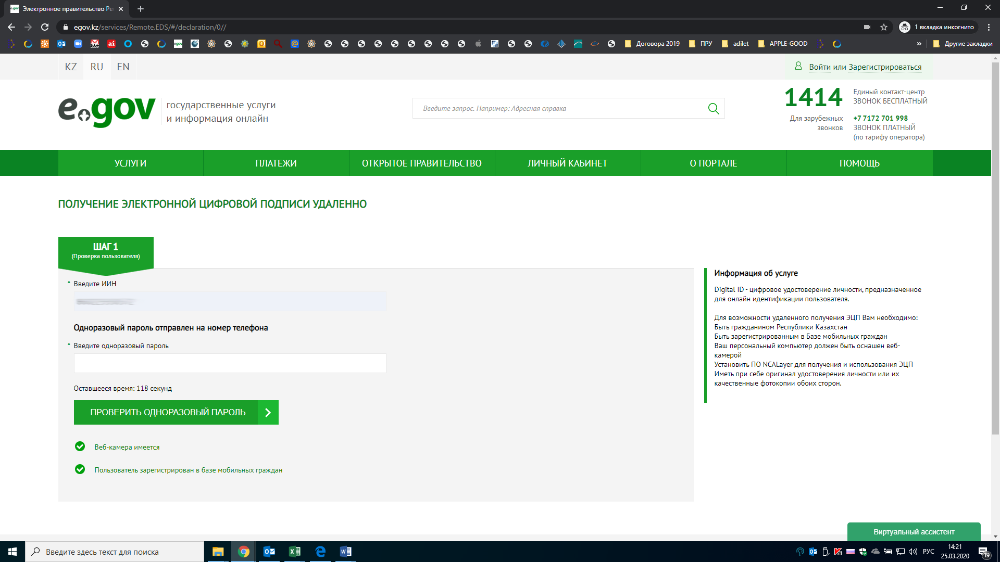 Электронное правительство Ре
egov.kz/services/Remote.EDS/#/declaration/0//
1 вкладка инкогнито
Договора 2019
ПРУ
adilet
APPLE-GOOD
»
Другие закладки
KZ RU EN
Войти или Зарегистрироваться
e.gov
государственные услуги
и информация онлайн
Введите запрос. Например: Адресная справка
1414
Единый контакт-центр
ЗВОНОК БЕСПЛАТНЫЙ
Для зарубежных
звонков
+7 7172 701 998
ЗВОНОК ПЛАТНЫЙ
(по тарифу оператора)
УСЛУГИ
ПЛАТЕЖИ
ОТКРЫТОЕ ПРАВИТЕЛЬСТВО
ЛИЧНЫЙ КАБИНЕТ
О ПОРТАЛЕ
ПОМОЩЬ
ПОЛУЧЕНИЕ ЭЛЕКТРОННОЙ ЦИФРОВОЙ ПОДПИСИ УДАЛЕННО
ШАГ 1
(Проверка пользователя)
* Введите ИИН
Одноразовый пароль отправлен на номер телефона
* Введите одноразовый пароль
Оставшееся время: 118 секунд
ПРОВЕРИТЬ ОДНОРАЗОВЫЙ ПАРОЛЬ
Веб-камера имеется
Пользователь зарегистрирован в базе мобильных граждан
Информация об услуге
Digital ID - цифровое удостоверение личности, предназначенное
для онлайн идентификации пользователя.
Для возможности удаленного получения ЭЦП Вам необходимо:
Быть гражданином Республики Казахстан
Быть зарегистрированным в Базе мобильных граждан
Ваш персональный компьютер должен быть оснашен веб-
камерой
Установить ПО NCALayer для получения и использования ЭЦП
Иметь при себе оригинал удостоверения личности или их
качественные фотокопии обоих сторон.
Виртуальный ассистент
Введите здесь текст для поиска
РУС
14:21
25.03.2020
19